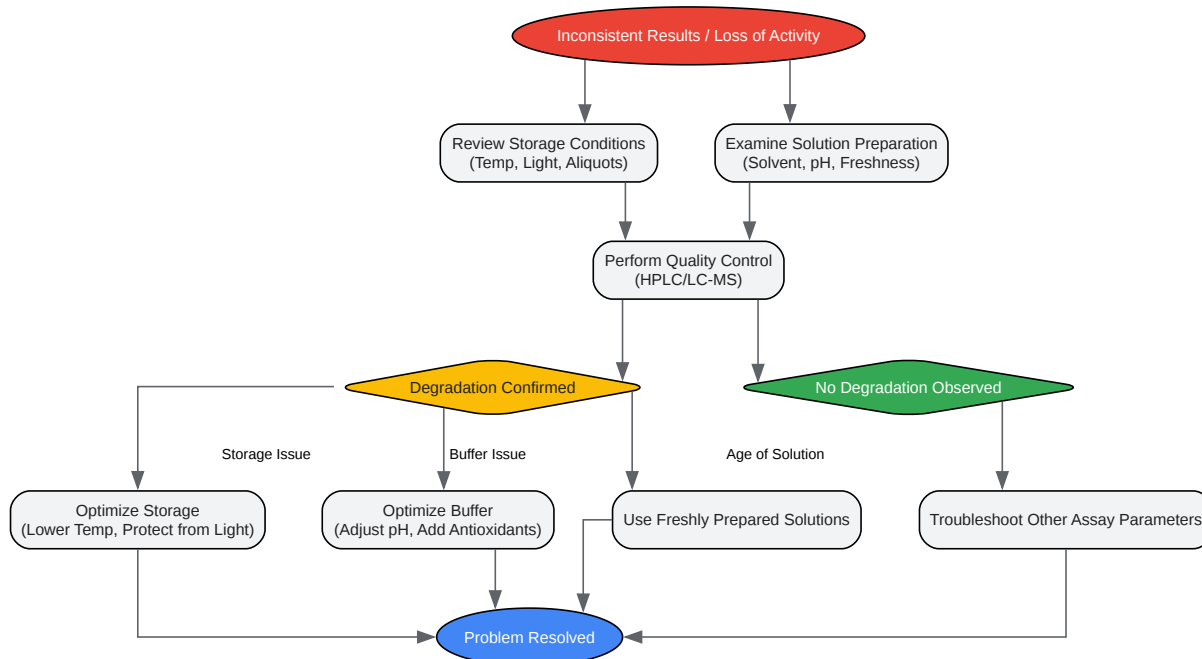 Inconsistent Results / Loss of Activity
Review Storage Conditions
(Temp, Light, Aliquots)
Examine Solution Preparation
(Solvent, pH, Freshness)
Perform Quality Control
(HPLC/LC-MS)
Degradation Confirmed
No Degradation Observed
Storage Issue
Buffer Issue
Age of Solution
Optimize Storage
(Lower Temp, Protect from Light)
Optimize Buffer
(Adjust pH, Add Antioxidants)
Use Freshly Prepared Solutions
Troubleshoot Other Assay Parameters
Problem Resolved